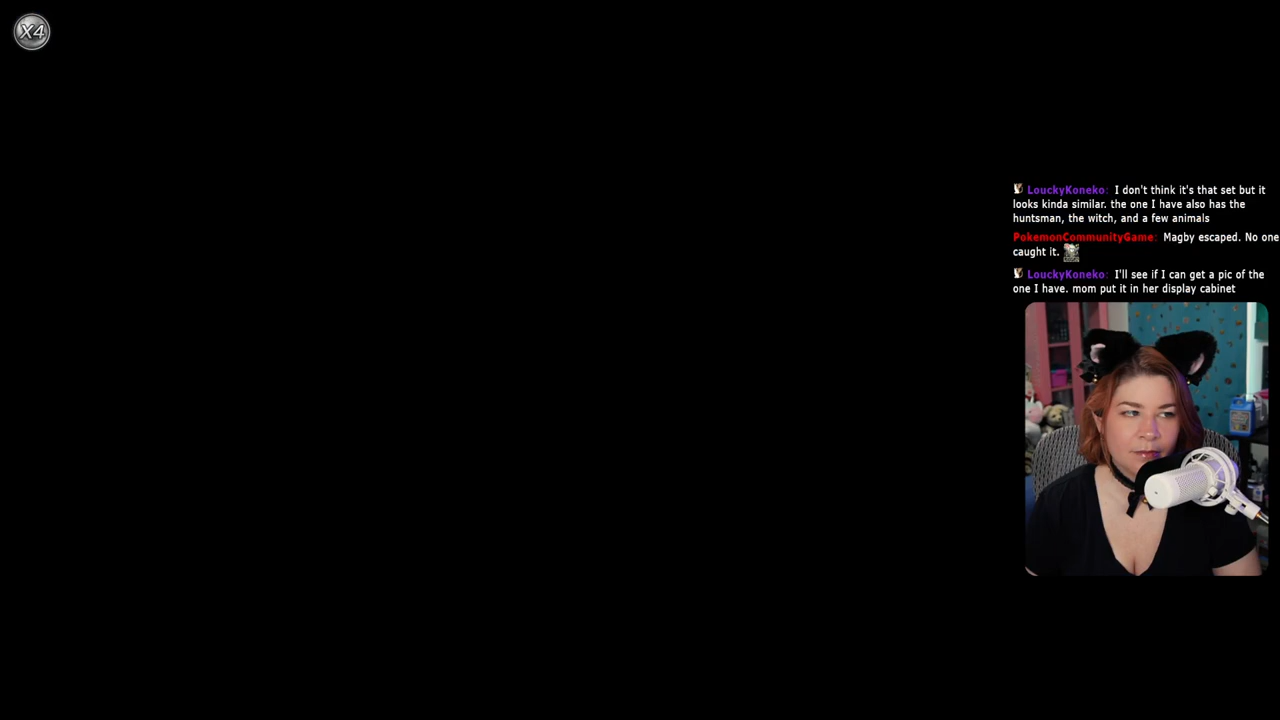 X4
LouckyKoneko: I don't think it's that set but it
looks kinda similar. the one I have also has the
huntsman, the witch, and a few animals
PokemonCommunityGame: Magby escaped. No one
caught it.
LouckyKoneko: I'll see if I can get a pic of the
one I have. mom put it in her display cabinet